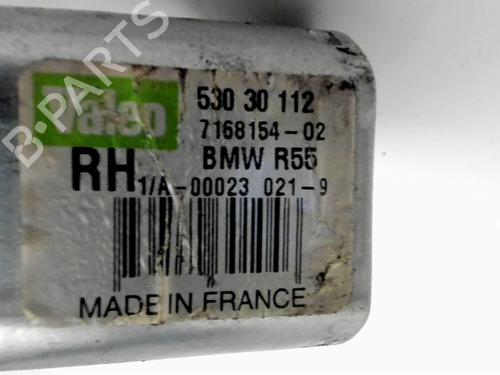 B-PARTS
Valeo 530 30 112
7168154-02
RH BMW R55
1/A-00023 021-9
MADE IN FRANCE